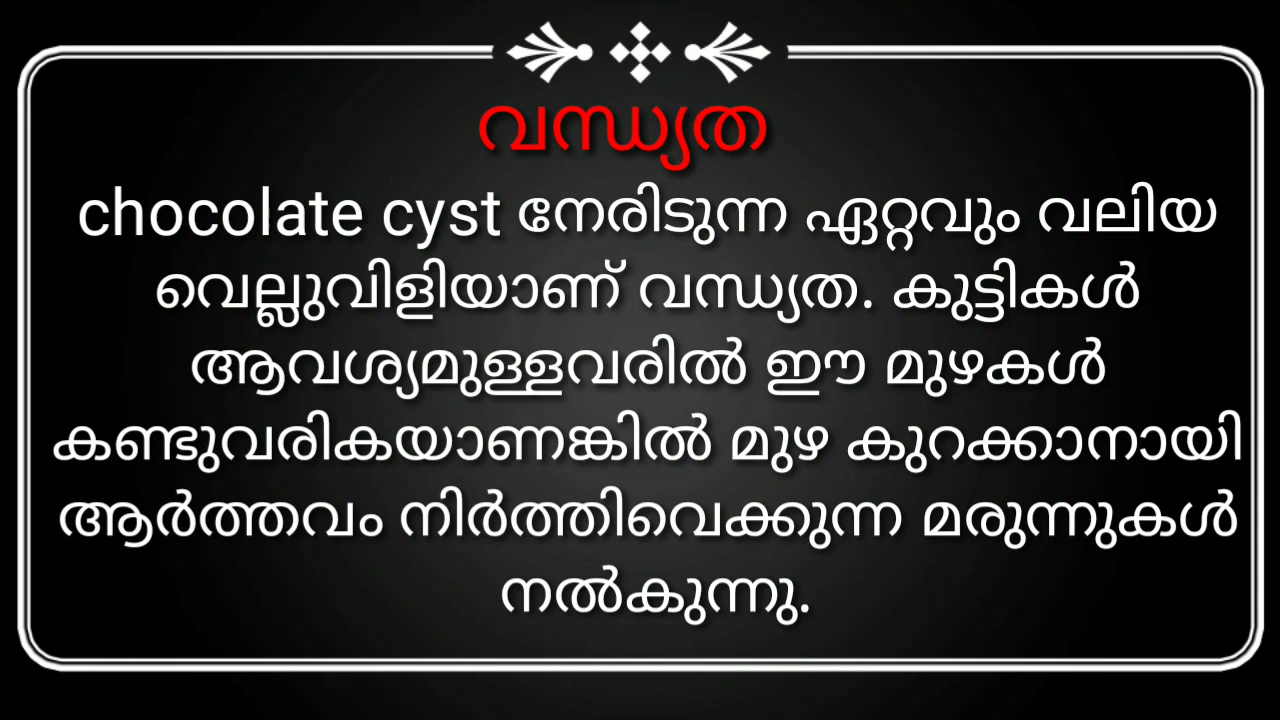 വന്ധ്യത
chocolate cyst നേരിടുന്ന ഏറ്റവും വലിയ
വെല്ലുവിളിയാണ് വന്ധ്യത. കുട്ടികൾ
ആവശ്യമുള്ളവരിൽ ഈ മുഴകൾ
കണ്ടുവരികയാണങ്കിൽ മുഴ കുറക്കാനായി
ആർത്തവം നിർത്തിവെക്കുന്ന മരുന്നുകൾ
നൽകുന്നു.